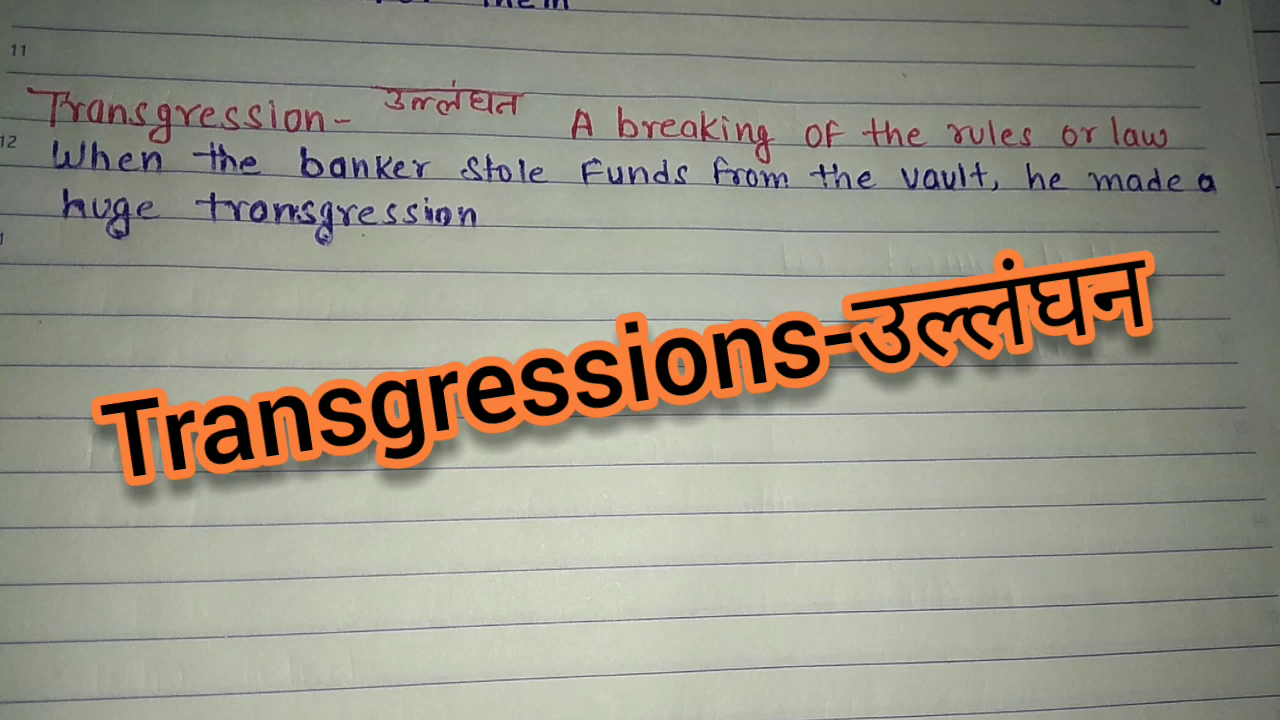 11
Transgression- उल्लंघन A breaking of the rules or law
12
When the banker stole funds from the vault, he made a
huge transgression
Transgressions-उल्लंघन